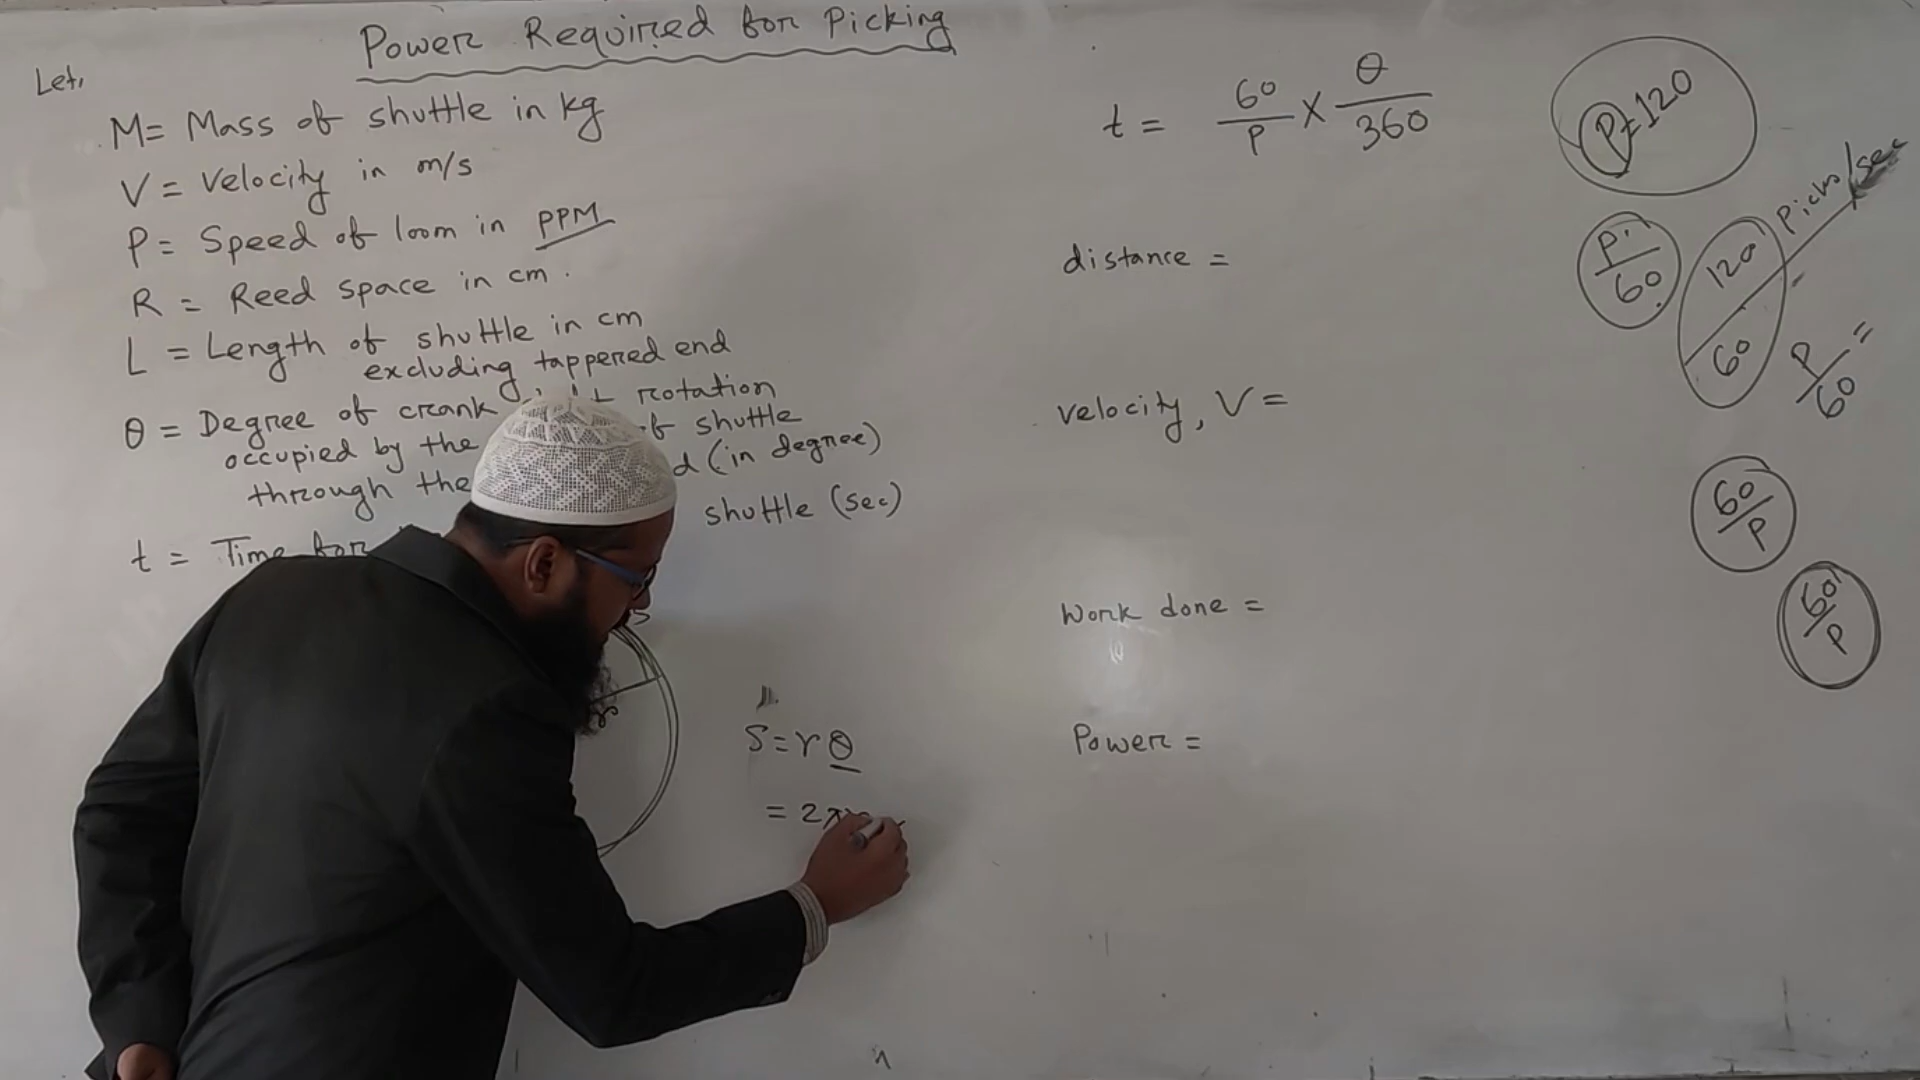 Power Required for Picking
Let,
M= Mass of shuttle in kg
V = Velocity in m/s
P = Speed of loom in PPM
R = Reed space in cm.
L = Length of shuttle in cm
excluding tappered end
θ = Degree of crank rotation
occupied by the of shuttle
through the (in degree)
t = Time for shuttle (sec)
S
r
S=rθ
= 2π
t = 60/P × θ/360
distance =
velocity, V =
Work done =
Power =
P=120
P/60
120/60 Picks/sec
P/60 =
60/P
60/P